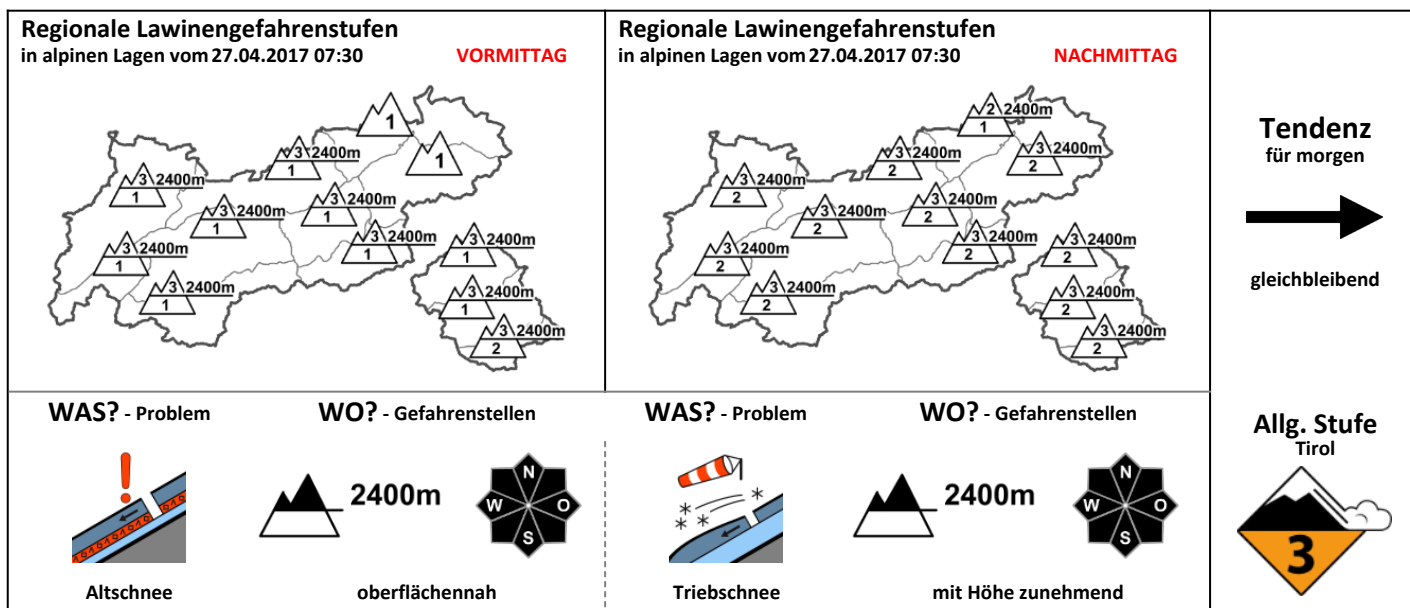 Regionale Lawinengefahrenstufen
in alpinen Lagen vom 27.04.2017 07:30 VORMITTAG
1
1
3 2400m
1
3 2400m
1
3 2400m
1
3 2400m
1
3 2400m
1
3 2400m
1
3 2400m
1
3 2400m
1
3 2400m
1
3 2400m
2
Regionale Lawinengefahrenstufen
in alpinen Lagen vom 27.04.2017 07:30 NACHMITTAG
2 2400m
1
3 2400m
2
3 2400m
2
3 2400m
2
3 2400m
2
3 2400m
2
3 2400m
2
3 2400m
2
3 2400m
2
3 2400m
2
3 2400m
2
3 2400m
2
Tendenz
für morgen
gleichbleibend
WAS? - Problem
Altschnee
WO? - Gefahrenstellen
2400m
N
W O
S
oberflächennah
WAS? - Problem
Triebschnee
WO? - Gefahrenstellen
2400m
N
W O
S
mit Höhe zunehmend
Allg. Stufe
Tirol
3